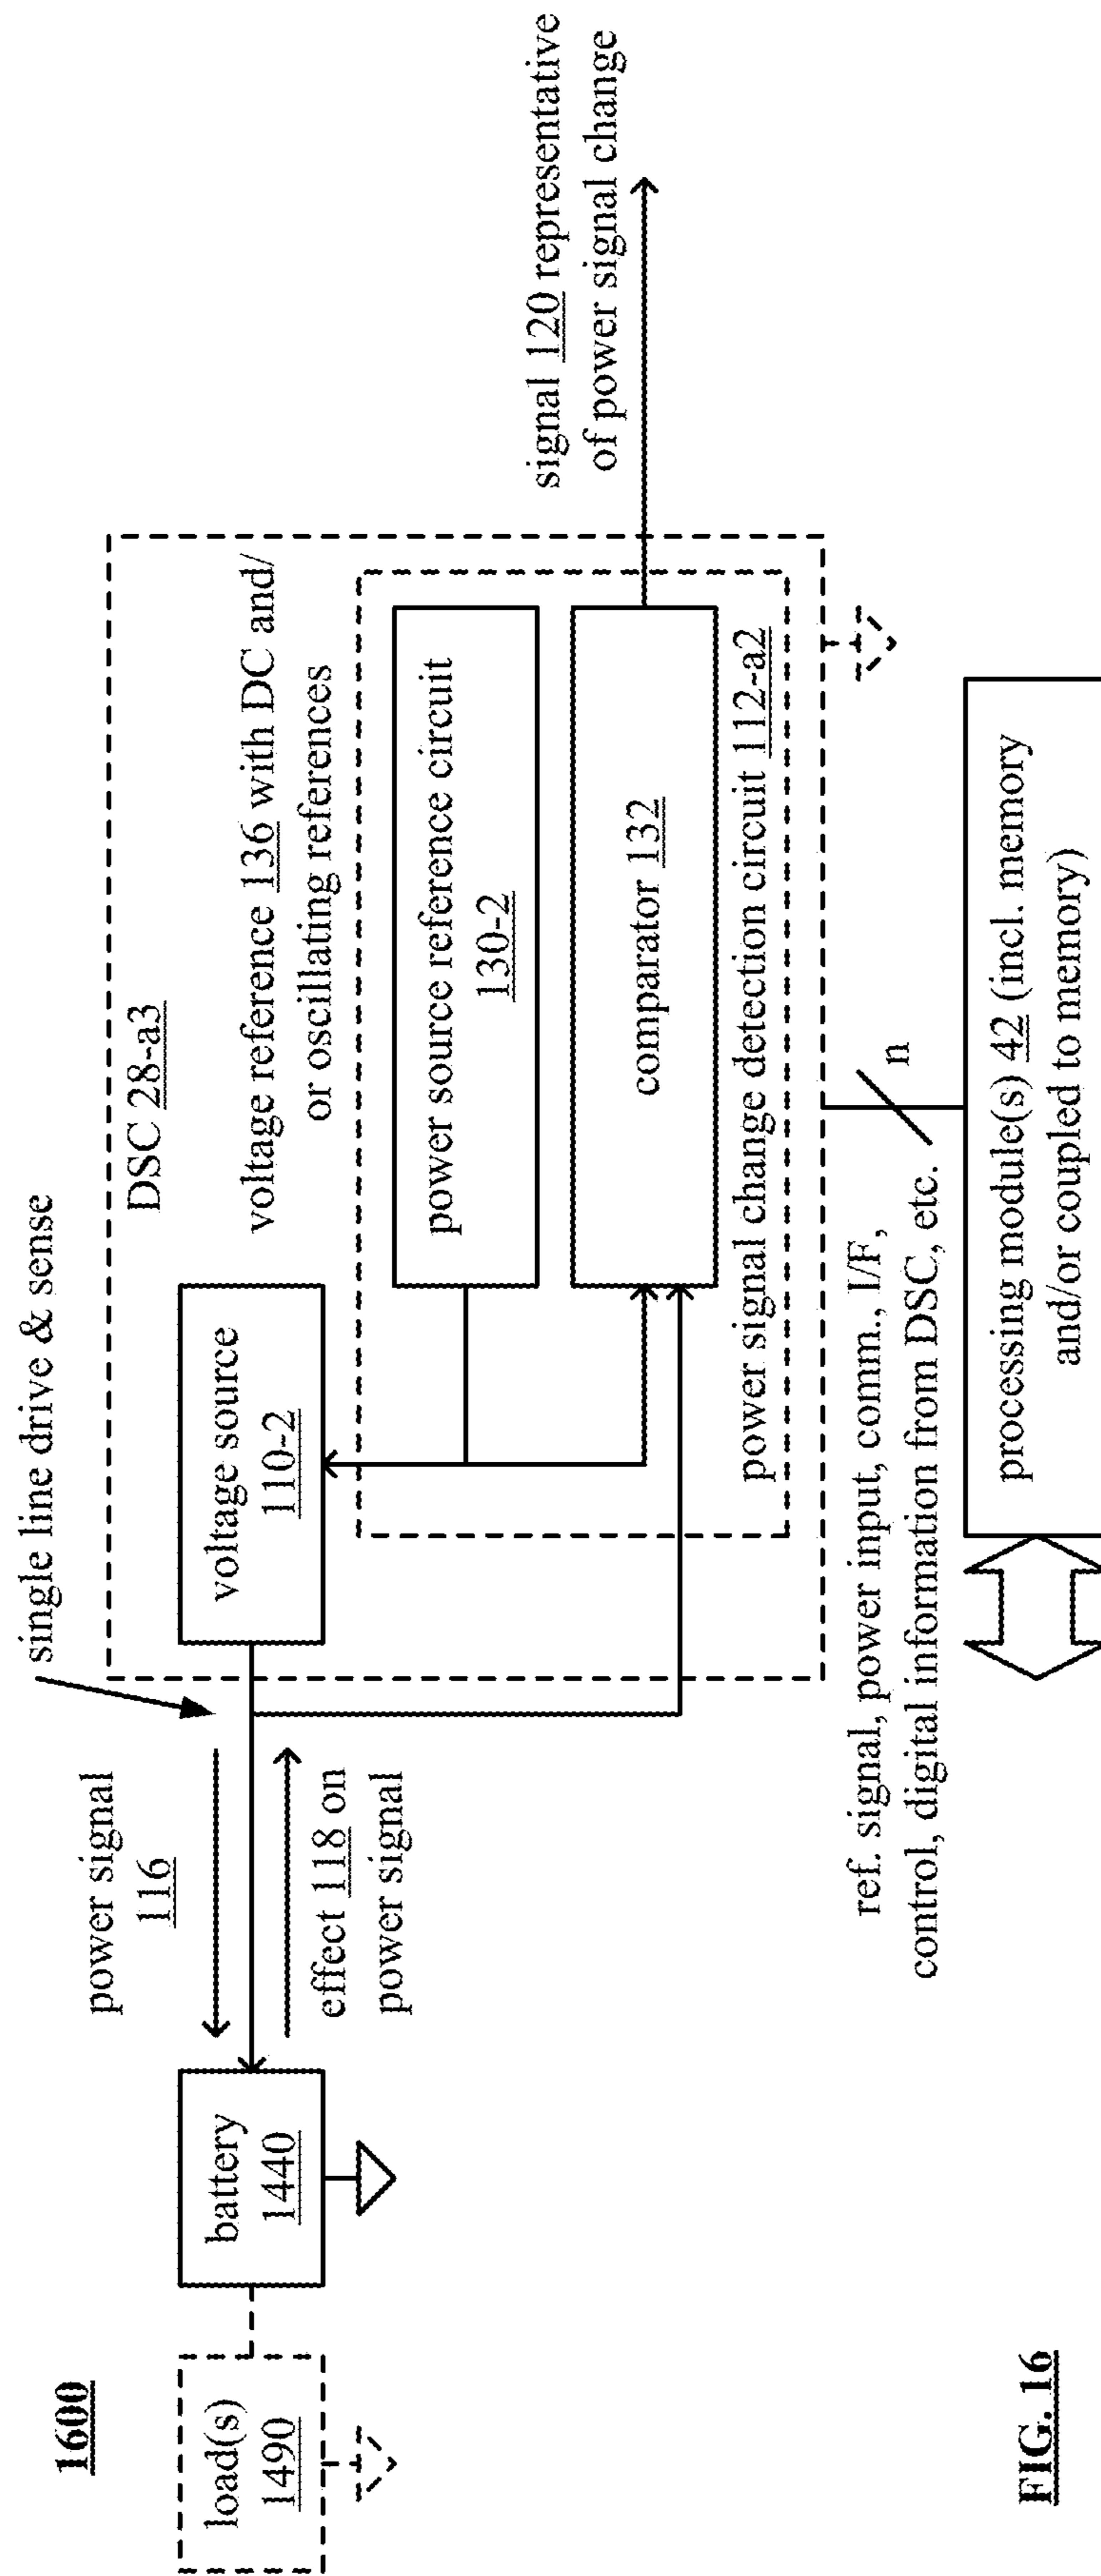 1600
load(s)
1490
battery
1440
power signal
116
effect 118 on
power signal
single line drive & sense
DSC 28-a3
voltage source
110-2
voltage reference 136 with DC and/
or oscillating references
power source reference circuit
130-2
comparator 132
power signal change detection circuit 112-a2
signal 120 representative
of power signal change
ref. signal, power input, comm., I/F,
control, digital information from DSC, etc.
n
processing module(s) 42 (incl. memory
and/or coupled to memory)
FIG. 16